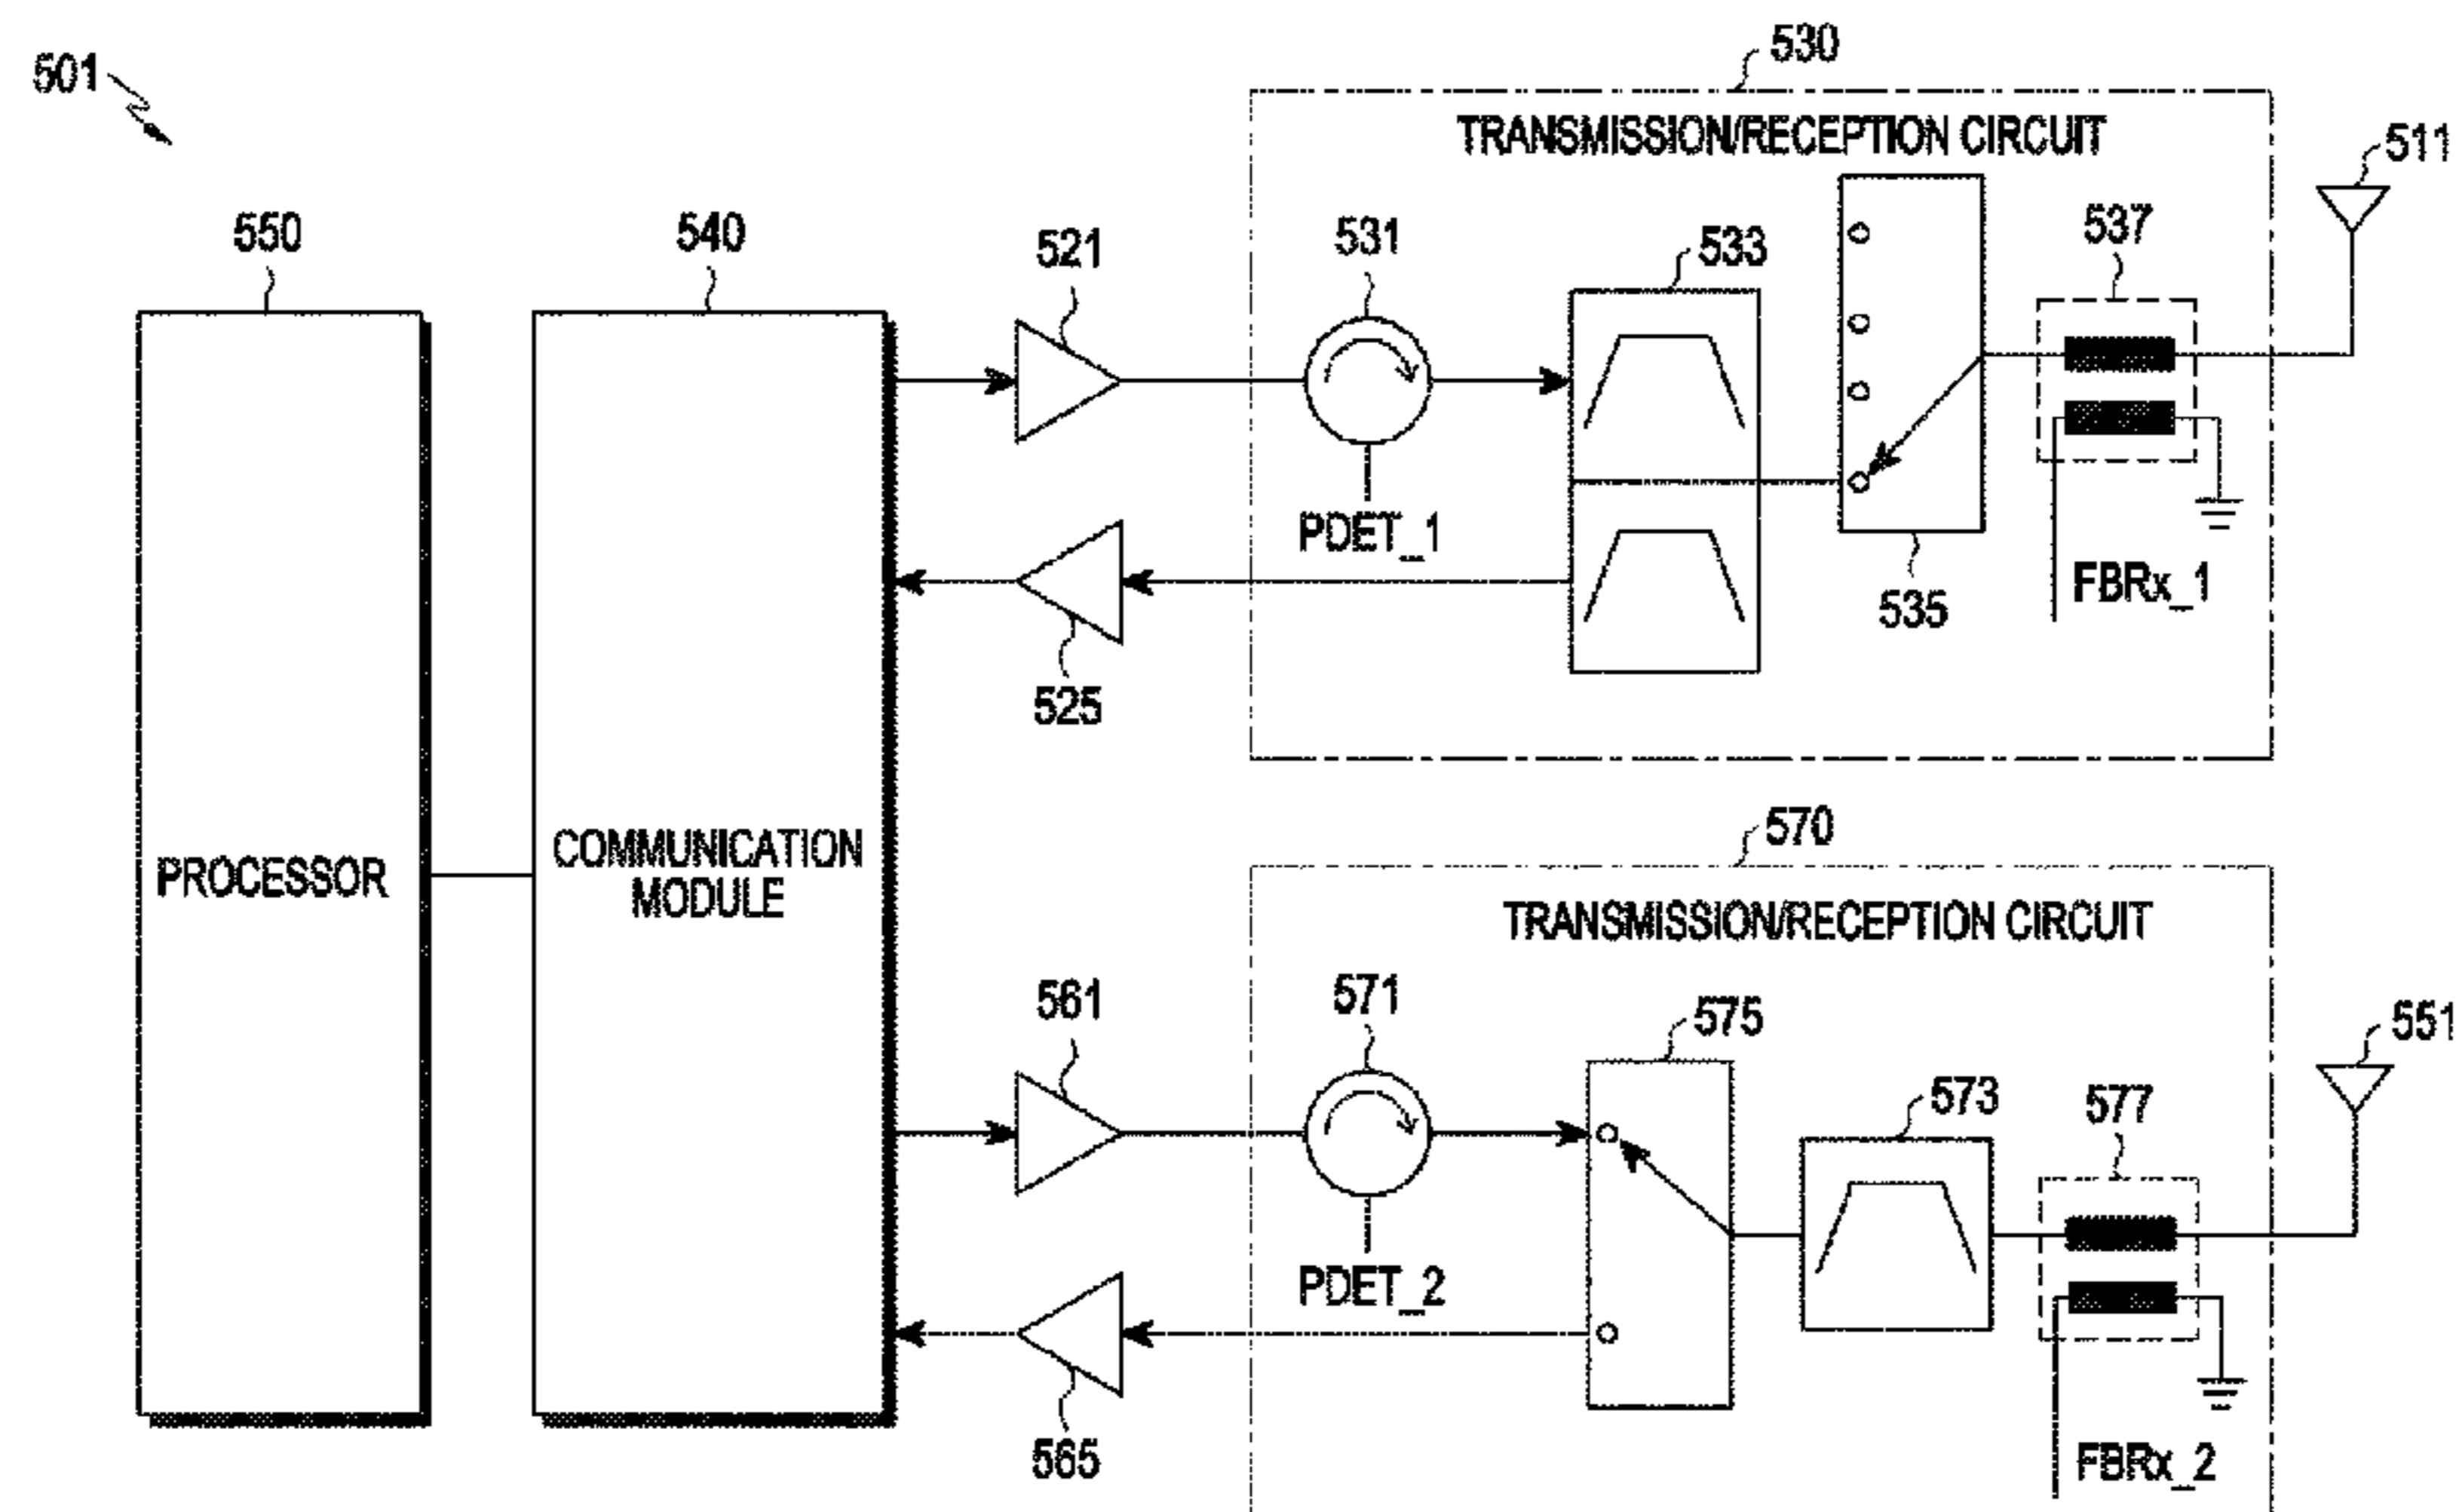 501
530
TRANSMISSION/RECEPTION CIRCUIT
511
550
540
521
531
533
537
PDET_1
FBRx_1
535
525
PROCESSOR
COMMUNICATION
MODULE
570
TRANSMISSION/RECEPTION CIRCUIT
561
571
575
573
577
551
PDET_2
565
FBRx_2